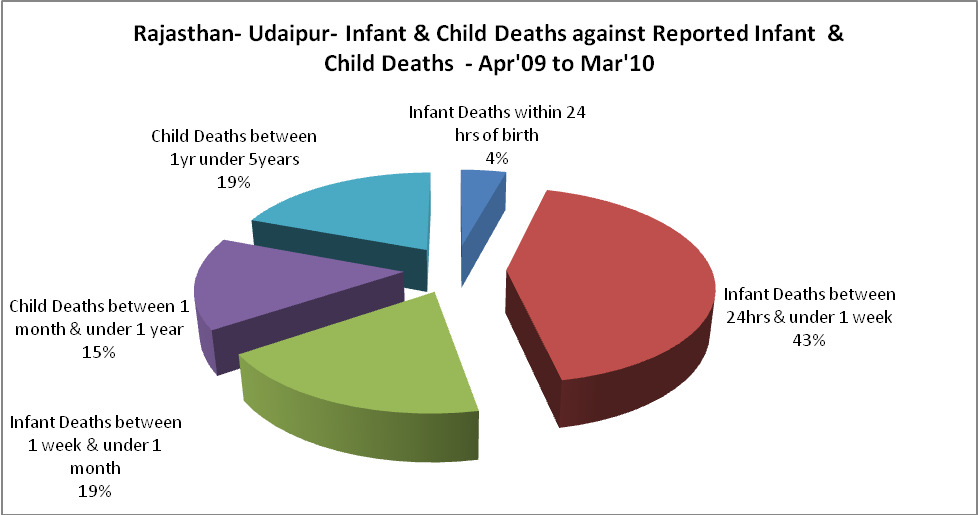 Rajasthan- Udaipur- Infant & Child Deaths against Reported Infant &
Child Deaths - Apr'09 to Mar'10
Infant Deaths within 24
hrs of birth
4%
Infant Deaths between
24hrs & under 1 week
43%
Infant Deaths between
1 week & under 1
month
19%
Child Deaths between 1
month & under 1 year
15%
Child Deaths between
1yr under 5years
19%